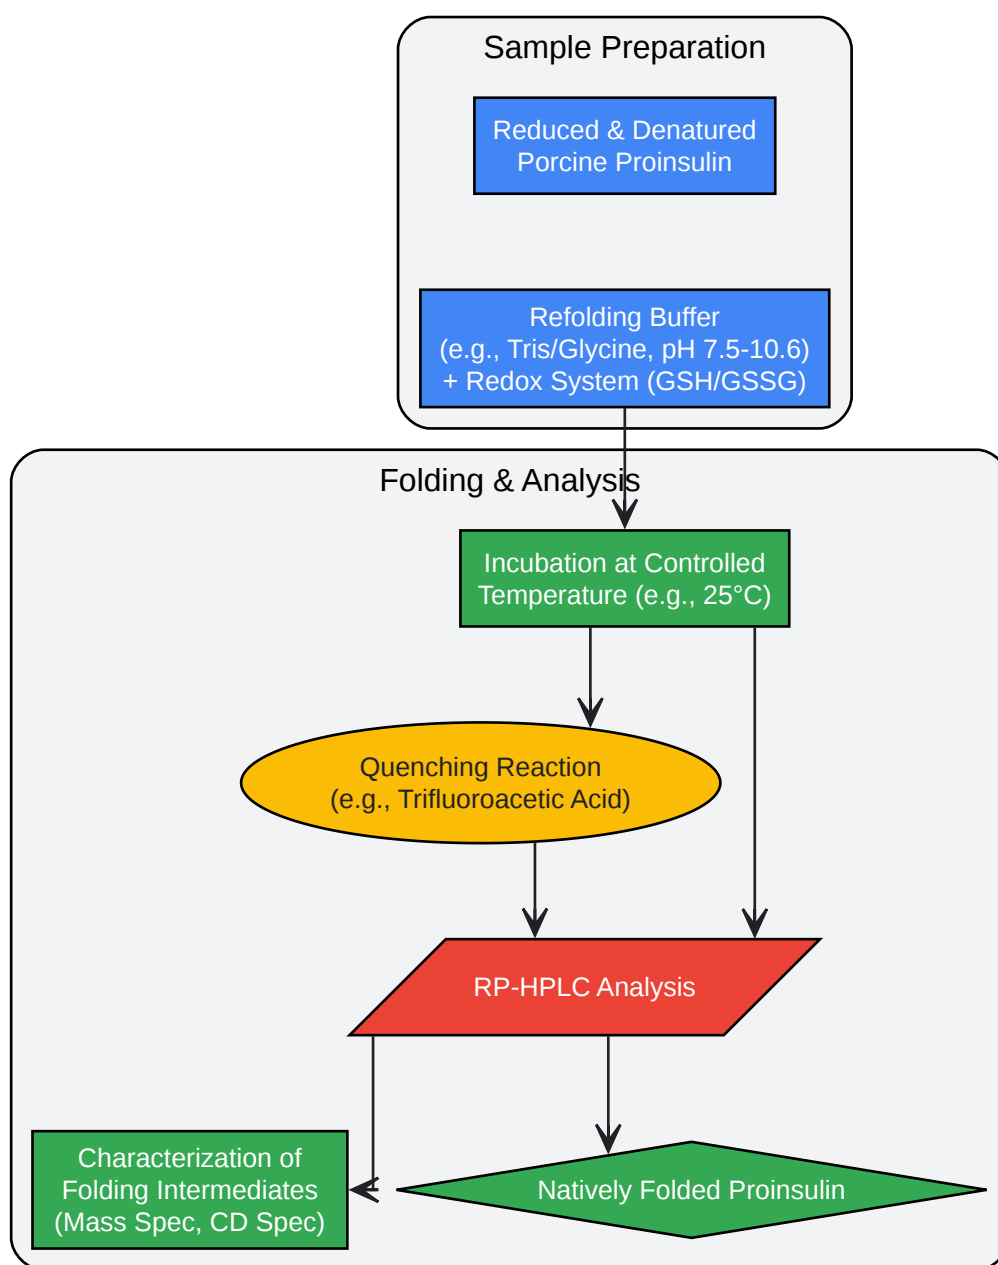 Sample Preparation
Reduced & Denatured
Porcine Proinsulin
Refolding Buffer
(e.g., Tris/Glycine, pH 7.5-10.6)
+ Redox System (GSH/GSSG)
Folding & Analysis
Incubation at Controlled
Temperature (e.g., 25°C)
Quenching Reaction
(e.g., Trifluoroacetic Acid)
RP-HPLC Analysis
Characterization of
Folding Intermediates
(Mass Spec, CD Spec)
Natively Folded Proinsulin